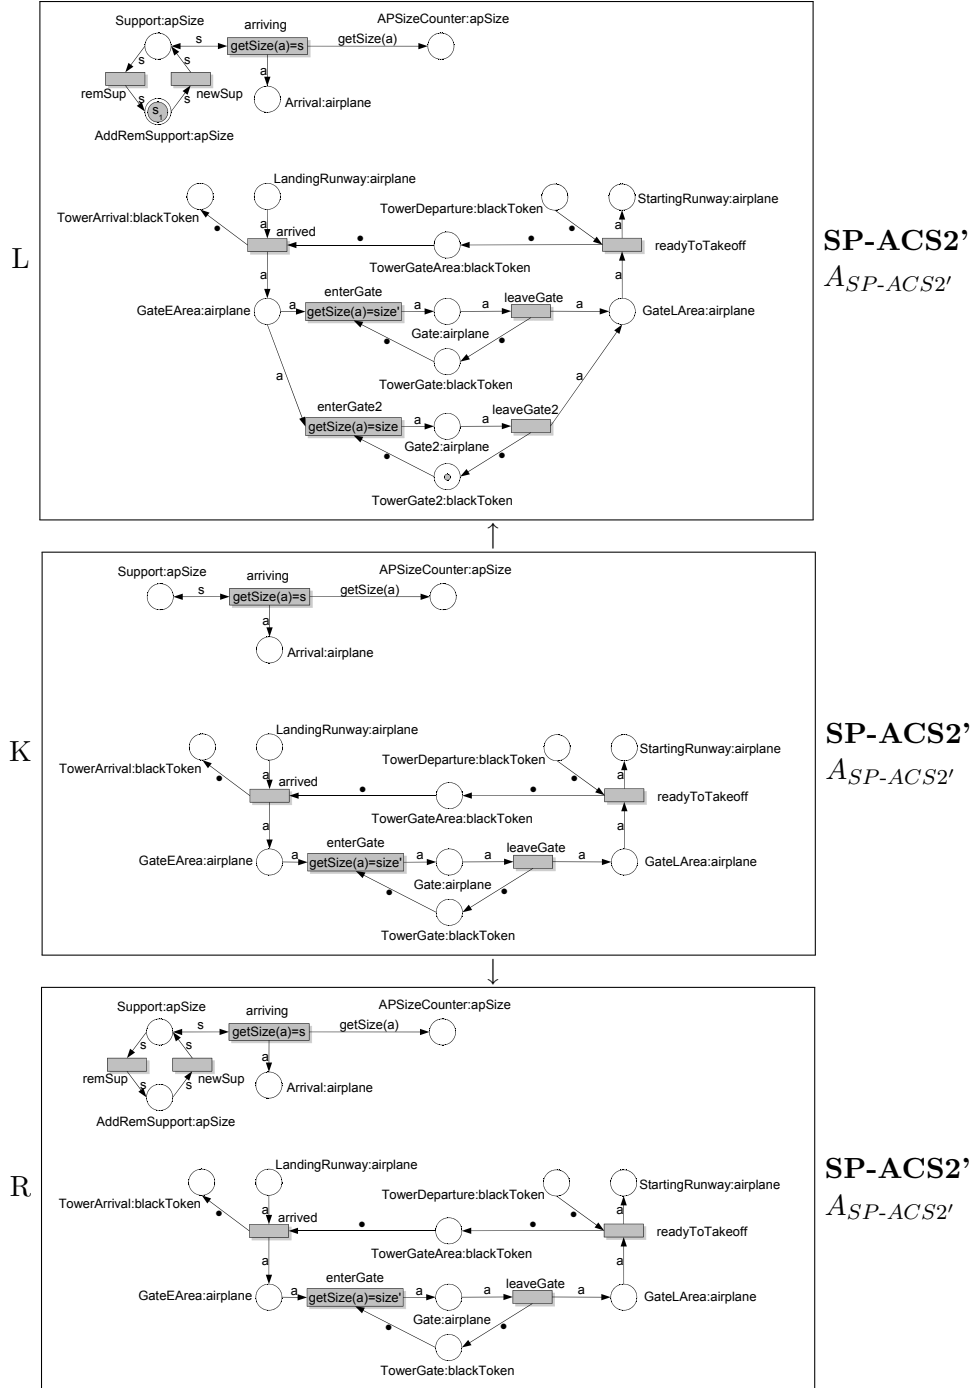 Support:apSize
arriving
APSizeCounter:apSize
s
getSize(a)=s
getSize(a)
s
s
a
remSup
s
s
newSup
Arrival:airplane
s1
AddRemSupport:apSize
LandingRunway:airplane
StartingRunway:airplane
TowerArrival:blackToken
TowerDeparture:blackToken
a
a
arrived
readyToTakeoff
TowerGateArea:blackToken
L
SP-ACS2'
A SP-ACS2'
a
a
enterGate
leaveGate
GateEArea:airplane
a
getSize(a)=size'
a
a
a
GateLArea:airplane
Gate:airplane
TowerGate:blackToken
a
a
enterGate2
leaveGate2
getSize(a)=size
a
a
Gate2:airplane
TowerGate2:blackToken
Support:apSize
arriving
APSizeCounter:apSize
s
getSize(a)=s
getSize(a)
a
Arrival:airplane
LandingRunway:airplane
StartingRunway:airplane
TowerArrival:blackToken
TowerDeparture:blackToken
a
a
arrived
readyToTakeoff
TowerGateArea:blackToken
K
SP-ACS2'
A SP-ACS2'
a
a
enterGate
leaveGate
GateEArea:airplane
a
getSize(a)=size'
a
a
a
GateLArea:airplane
Gate:airplane
TowerGate:blackToken
Support:apSize
arriving
APSizeCounter:apSize
s
getSize(a)=s
getSize(a)
s
s
a
remSup
s
s
newSup
Arrival:airplane
AddRemSupport:apSize
LandingRunway:airplane
StartingRunway:airplane
TowerArrival:blackToken
TowerDeparture:blackToken
a
a
arrived
readyToTakeoff
TowerGateArea:blackToken
R
SP-ACS2'
A SP-ACS2'
a
a
enterGate
leaveGate
GateEArea:airplane
a
getSize(a)=size'
a
a
a
GateLArea:airplane
Gate:airplane
TowerGate:blackToken